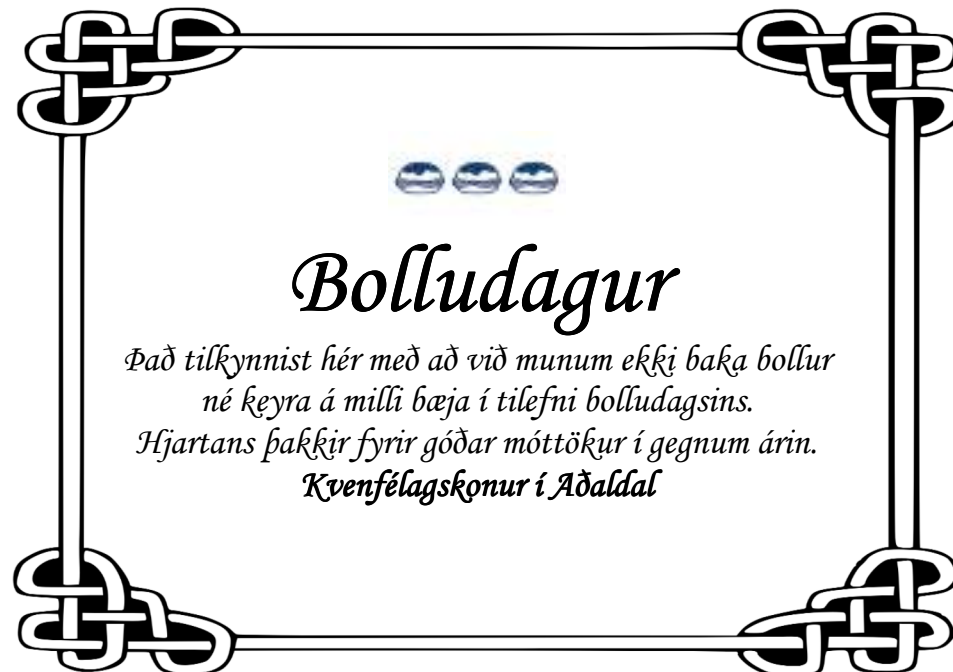 Bolludagur
Það tilkynnist hér með að við munum ekki baka bollur
né keyra á milli bæja í tilefni bolludagsins.
Hjartans þakkir fyrir góðar móttökur í gegnum árin.
Kvenfélagskonur í Aðaldal